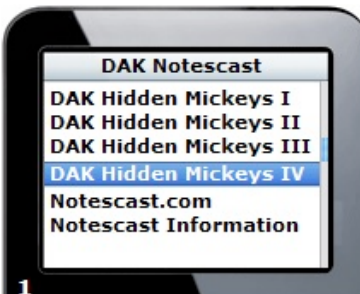 DAK Notescast
DAK Hidden Mickeys I
DAK Hidden Mickeys II
DAK Hidden Mickeys III
DAK Hidden Mickeys IV
Notescast.com
Notescast Information
1